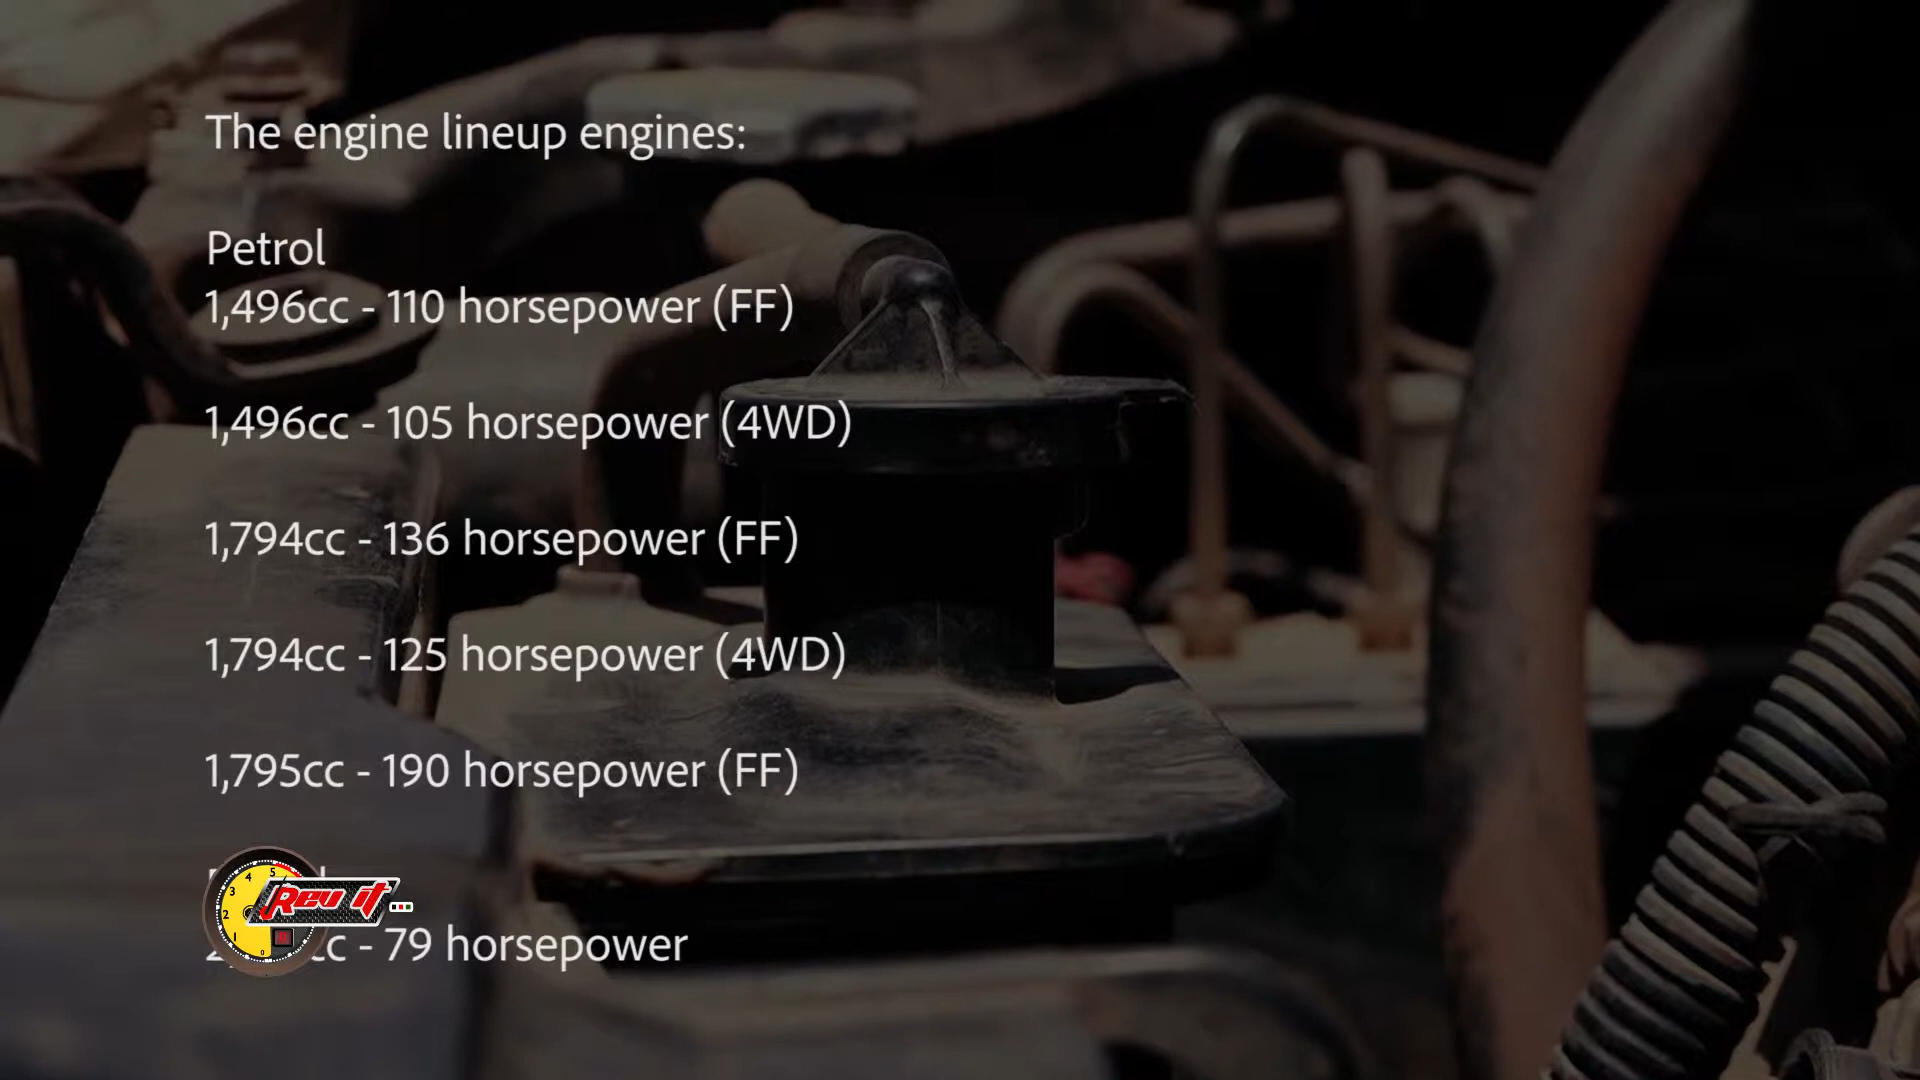 The engine lineup engines:
Petrol
1,496cc - 110 horsepower (FF)
1,496cc - 105 horsepower (4WD)
1,794cc - 136 horsepower (FF)
1,794cc - 125 horsepower (4WD)
1,795cc - 190 horsepower (FF)
Rev it
- 79 horsepower